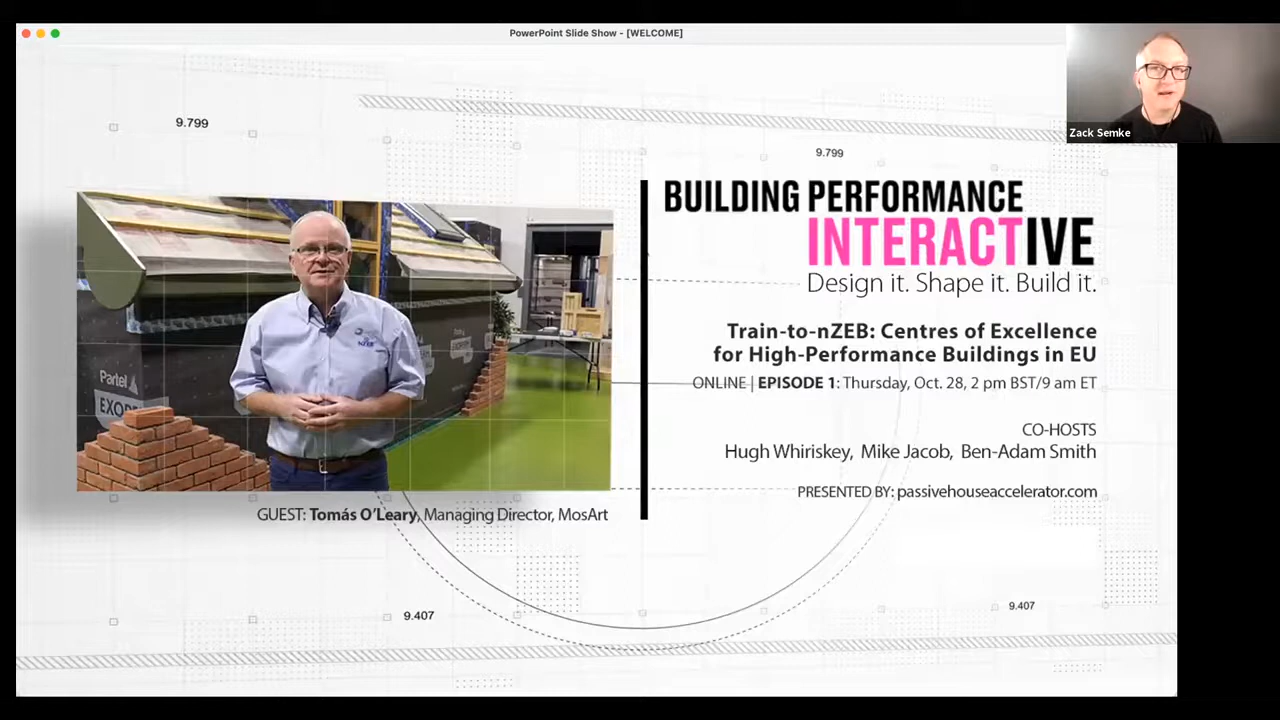 PowerPoint Slide Show - [WELCOME]
Zack Semke
9.799
9.799
BUILDING PERFORMANCE
INTERACTIVE
Design it. Shape it. Build it.
Train-to-nZEB: Centres of Excellence
for High-Performance Buildings in EU
ONLINE | EPISODE 1: Thursday, Oct. 28, 2 pm BST/9 am ET
CO-HOSTS
Hugh Whiriskey, Mike Jacob, Ben-Adam Smith
PRESENTED BY: passivehouseaccelerator.com
nZEB
Partel
GUEST: Tomás O'Leary, Managing Director, MosArt
9.407
9.407